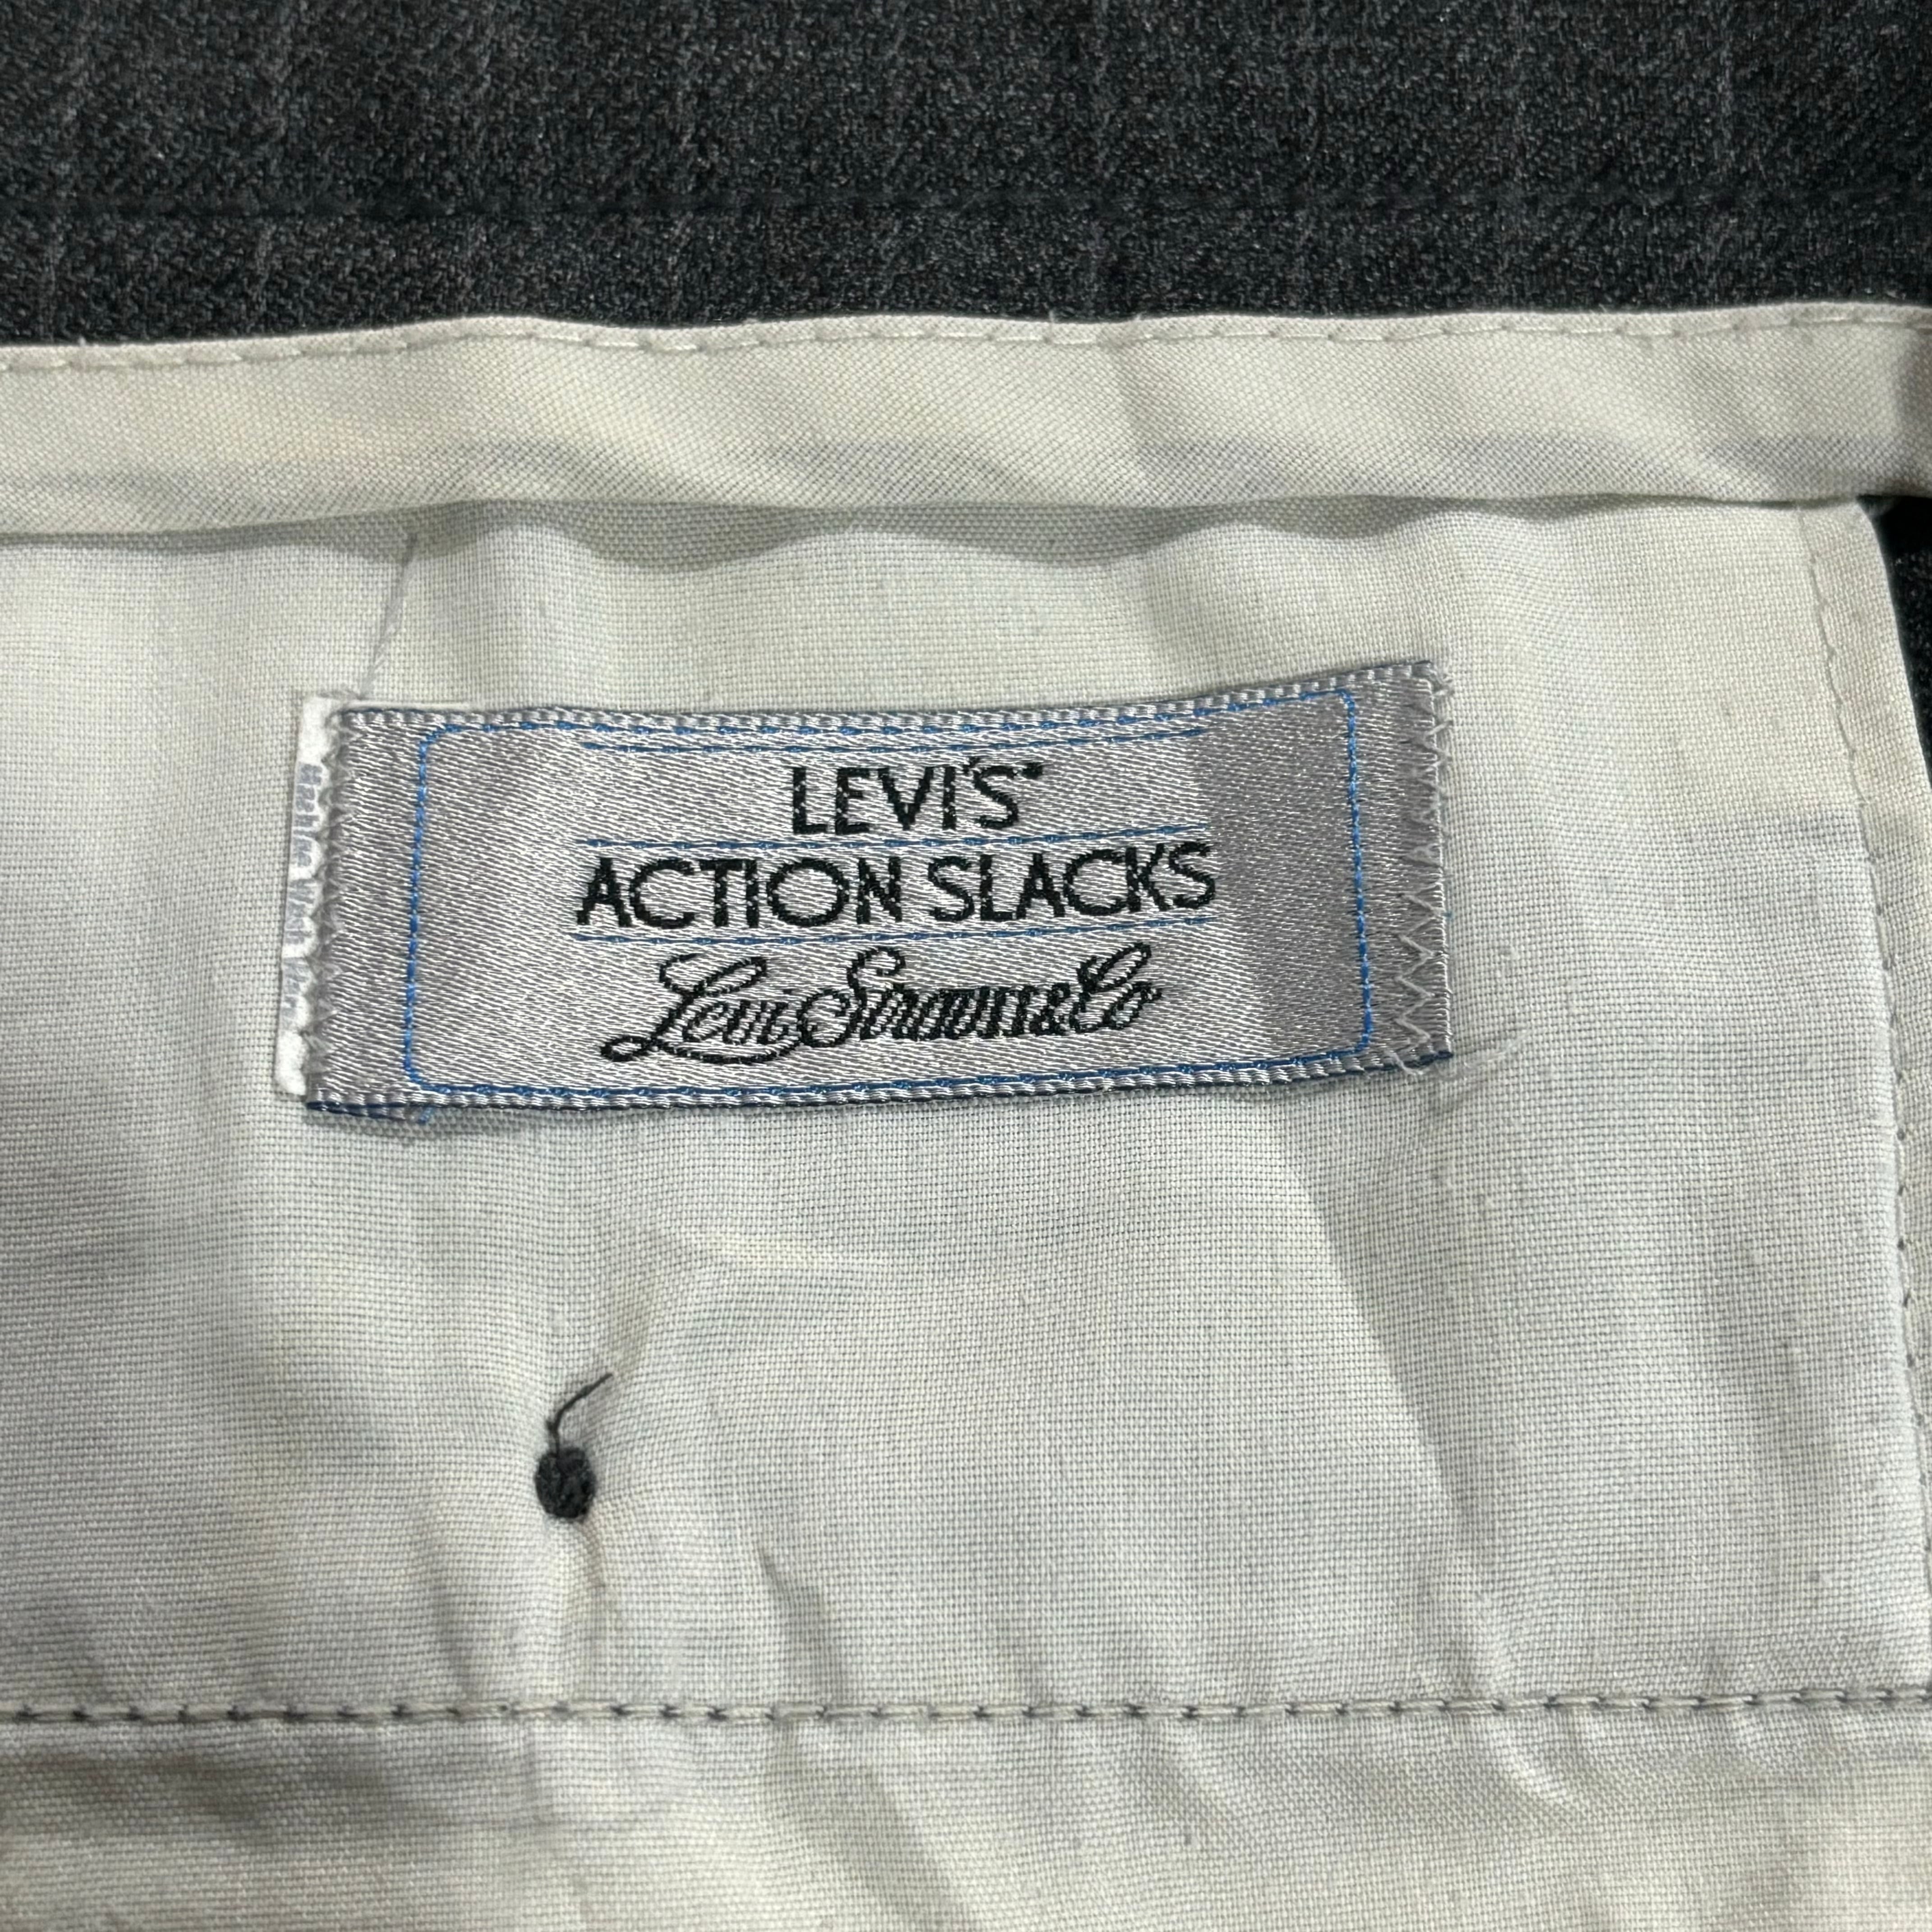 LEVI'S
ACTION SLACKS
Levi Strauss & Co